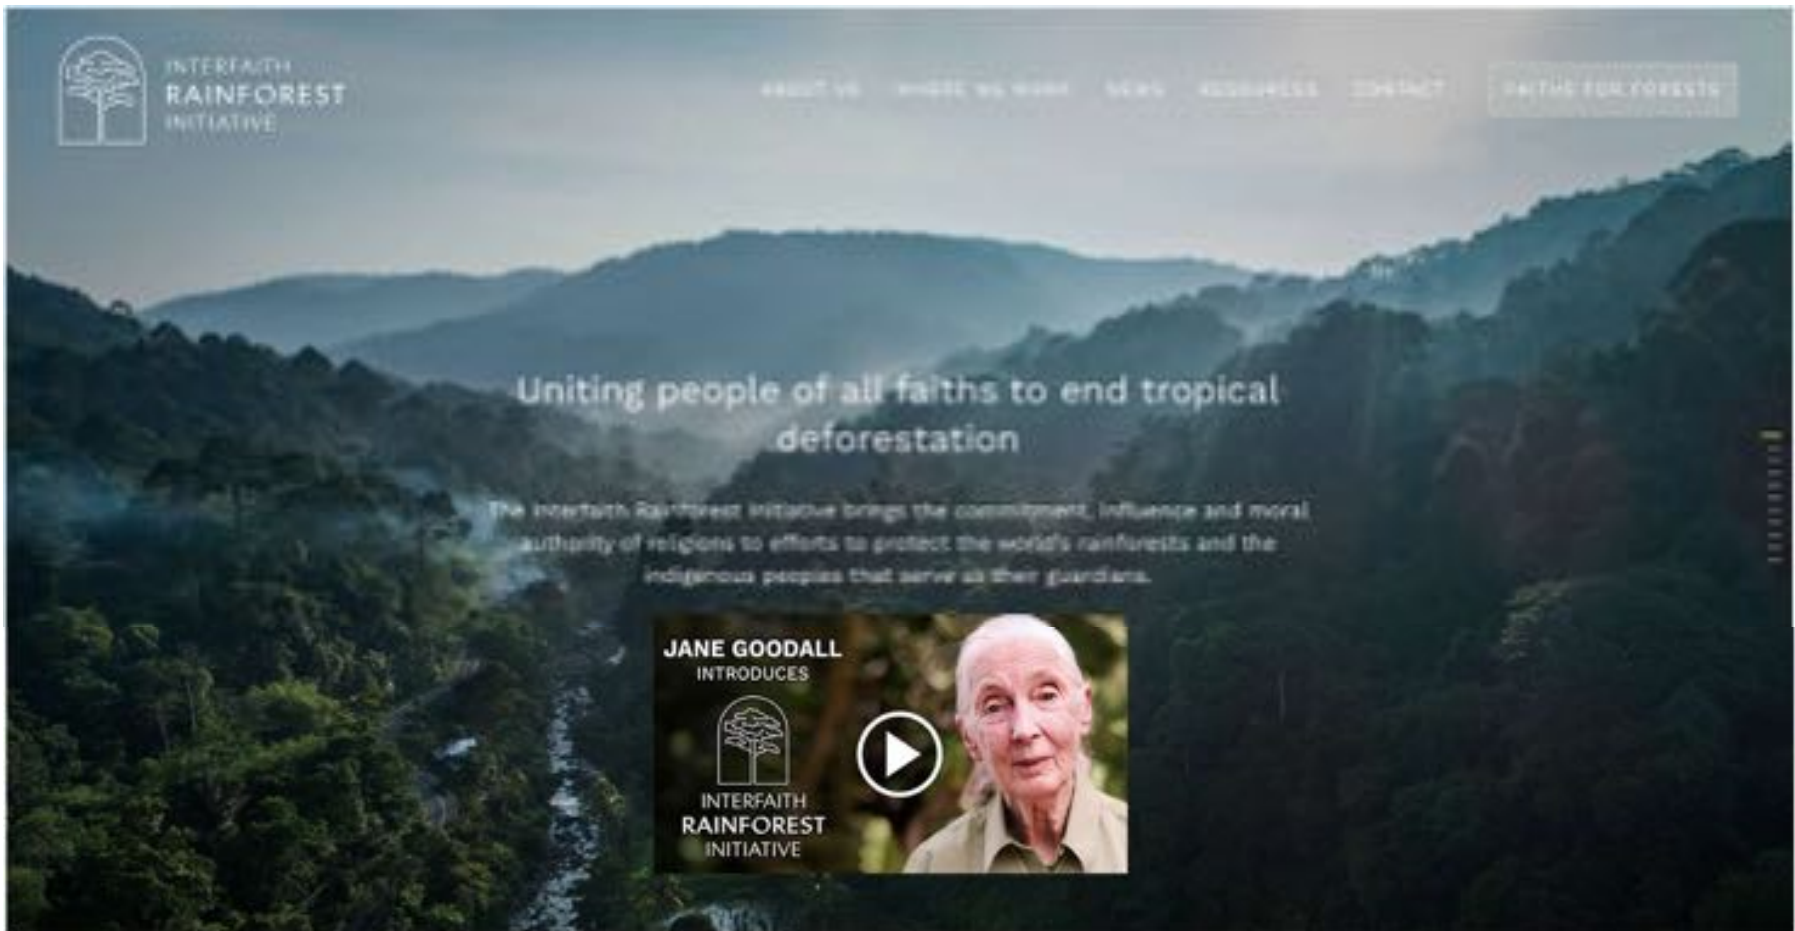 INTERFAITH
RAINFOREST
INITIATIVE
ABOUT US WHERE WE WORK NEWS RESOURCES CONTACT FAITHS FOR FORESTS
Uniting people of all faiths to end tropical
deforestation
The Interfaith Rainforest Initiative brings the commitment, influence and moral
authority of religions to efforts to protect the world's rainforests and the
indigenous peoples that serve as their guardians.
JANE GOODALL
INTRODUCES
INTERFAITH
RAINFOREST
INITIATIVE